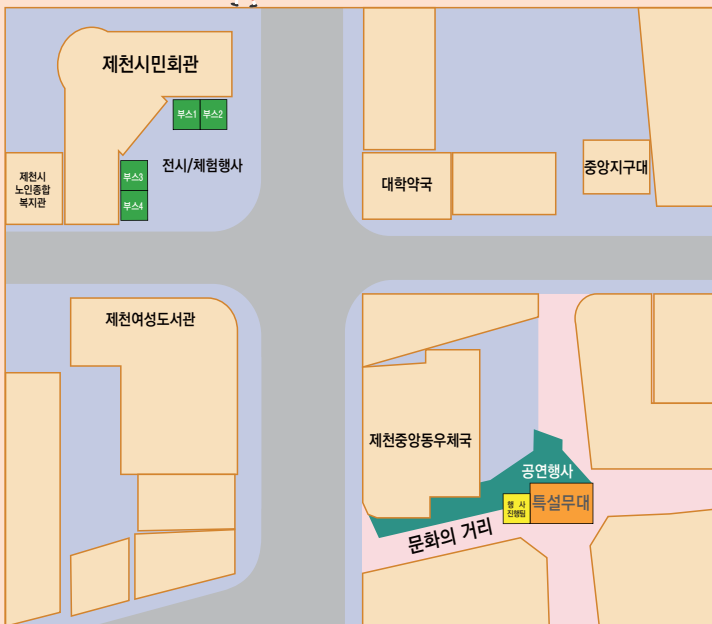 제천시민회관
부스1 부스2
전시/체험행사
제천시
노인종합
복지관
부스3
부스4
대학약국
중앙지구대
제천여성도서관
제천중앙동우체국
공연행사
행 사
진행팀
특설무대
문화의 거리